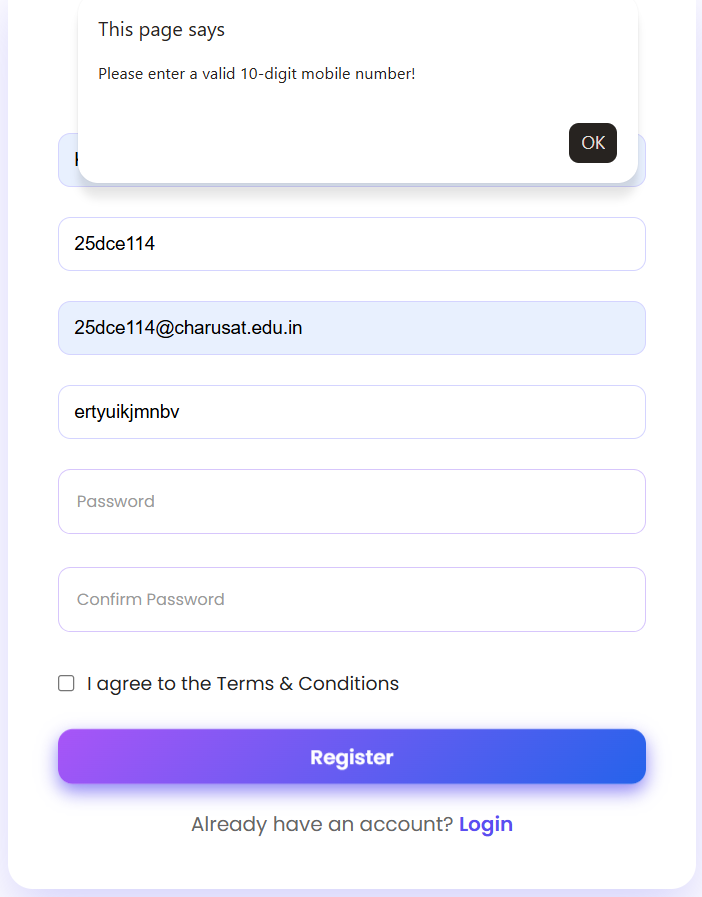 This page says
Please enter a valid 10-digit mobile number!
OK
25dce114
25dce114@charusat.edu.in
ertyuikjmnbv
Password
Confirm Password
I agree to the Terms & Conditions
Register
Already have an account? Login